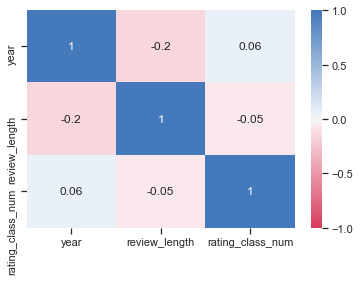 year
1
-0.2
0.06
review_length
-0.2
1
-0.05
rating_class_num
0.06
-0.05
1
year
review_length
rating_class_num
1.0
0.5
0.0
−0.5
−1.0